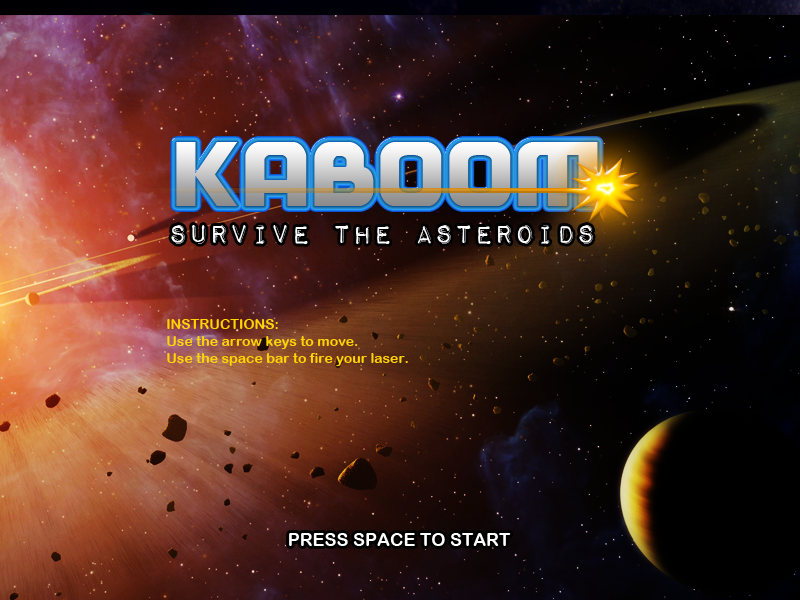 KABOOM
SURVIVE THE ASTEROIDS
INSTRUCTIONS:
Use the arrow keys to move.
Use the space bar to fire your laser.
PRESS SPACE TO START